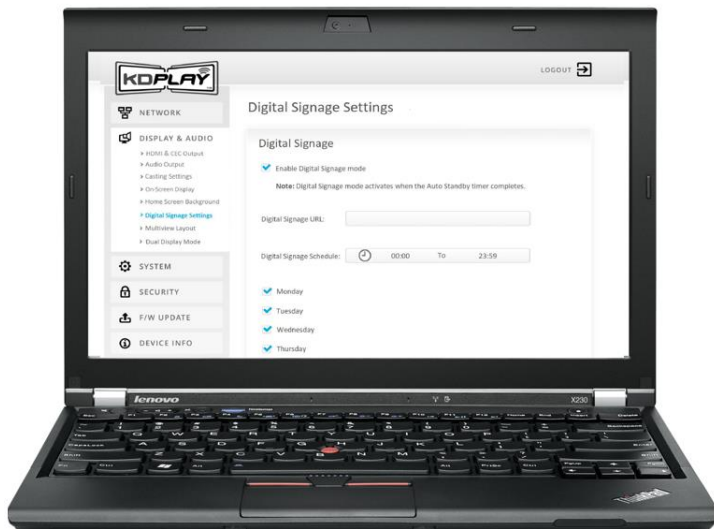 KDPLAY
LOGOUT
NETWORK
DISPLAY & AUDIO
HDMI & CEC Output
Audio Output
Casting Settings
On-Screen Display
Home Screen Background
Digital Signage Settings
Multiview Layout
Dual Display Mode
SYSTEM
SECURITY
F/W UPDATE
DEVICE INFO
Digital Signage Settings
Digital Signage
Enable Digital Signage mode
Note: Digital Signage mode activates when the Auto Standby timer completes.
Digital Signage URL:
Digital Signage Schedule: 00:00 To 23:59
Monday
Tuesday
Wednesday
Thursday
lenovo
X230
ThinkPad